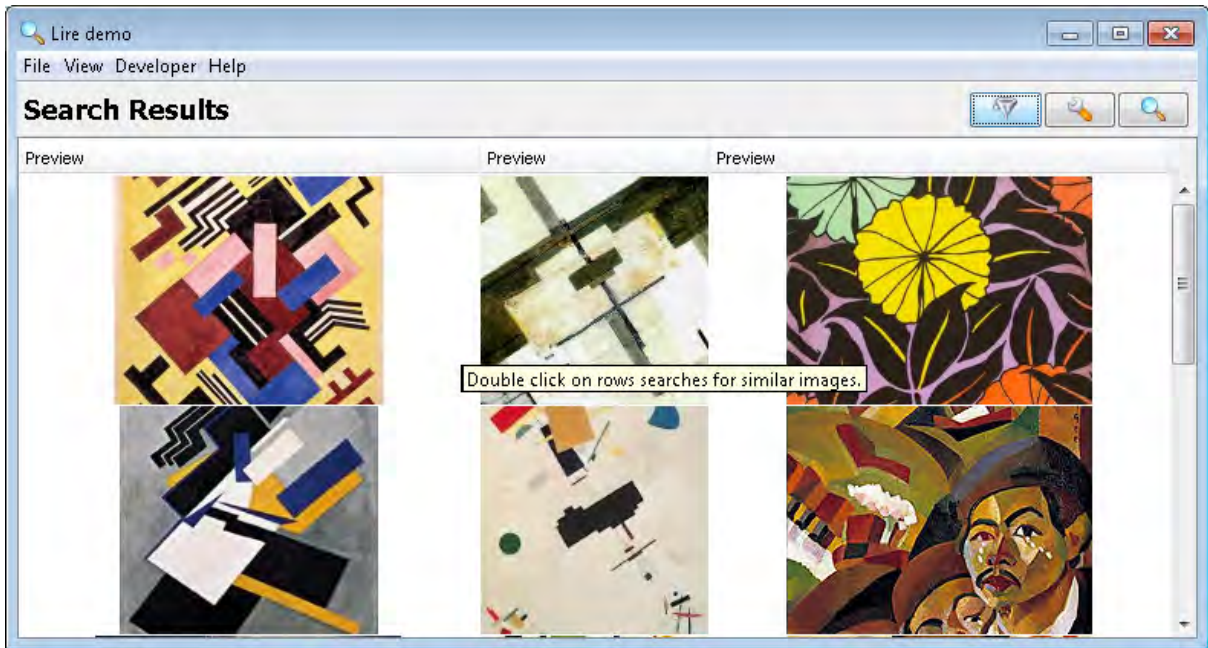 Lire demo
File View Developer Help
Search Results
Preview Preview Preview
Double click on rows searches for similar images.